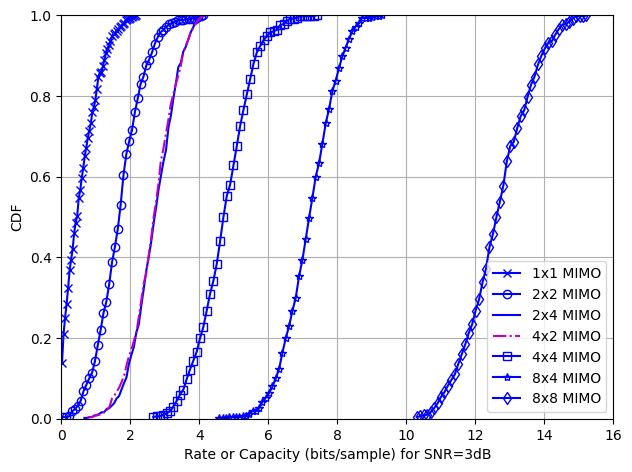 1.0
0.8
0.6
0.4
0.2
0.0
CDF
0 2 4 6 8 10 12 14 16
Rate or Capacity (bits/sample) for SNR=3dB
1x1 MIMO
2x2 MIMO
2x4 MIMO
4x2 MIMO
4x4 MIMO
8x4 MIMO
8x8 MIMO